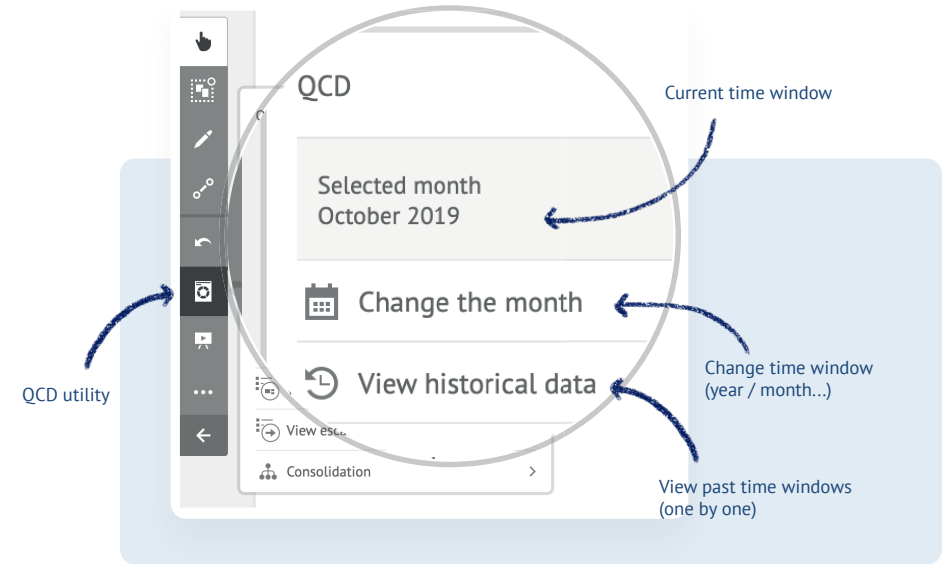 QCD
Current time window
Selected month
October 2019
Change the month
Change time window
(year / month...)
QCD utility
View historical data
View
Consolidation
View past time windows
(one by one)